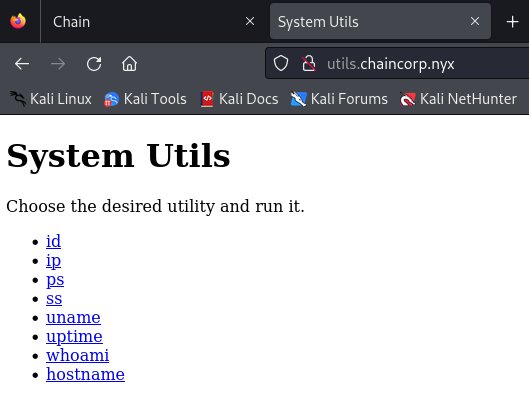 Chain
System Utils
utils.chaincorp.nyx
Kali Linux
Kali Tools
Kali Docs
Kali Forums
Kali NetHunter
System Utils
Choose the desired utility and run it.
id
ip
ps
ss
uname
uptime
whoami
hostname